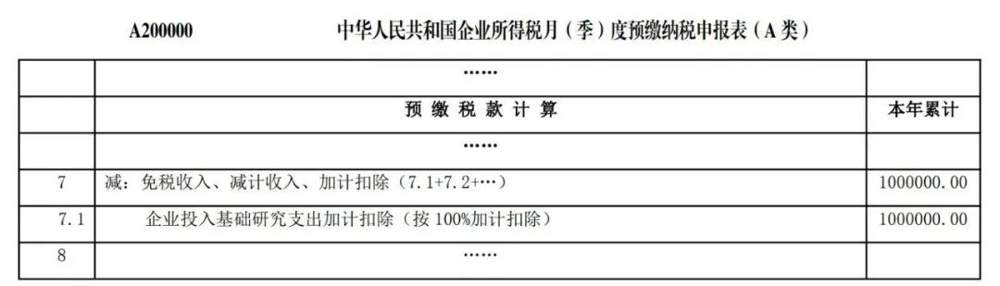 A200000 中华人民共和国企业所得税月（季）度预缴纳税申报表（A 类）
……
预 缴 税 款 计 算 本年累计
……
7 减：免税收入、减计收入、加计扣除（7.1+7.2+…） 1000000.00
7.1 企业投入基础研究支出加计扣除（按 100%加计扣除） 1000000.00
8 ……